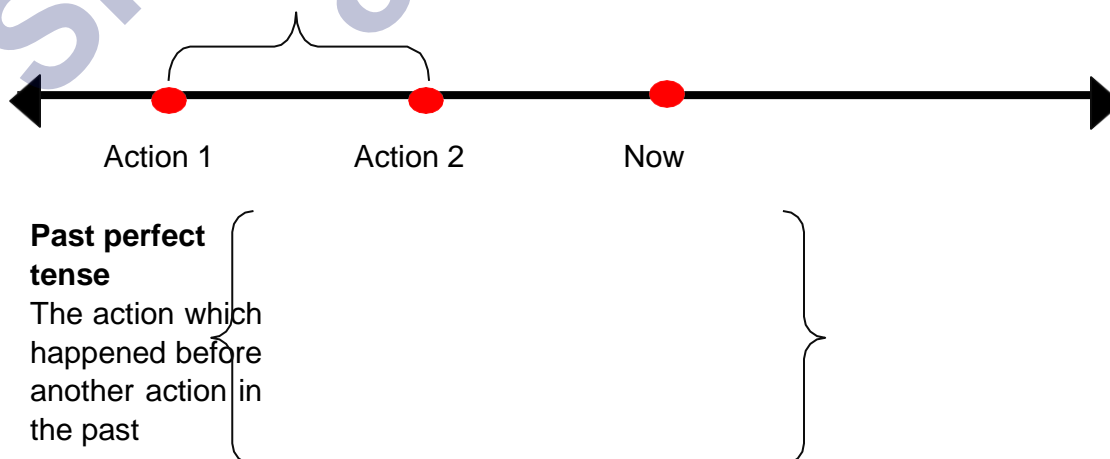 Action 1 Action 2 Now
Past perfect
tense
The action which
happened before
another action in
the past